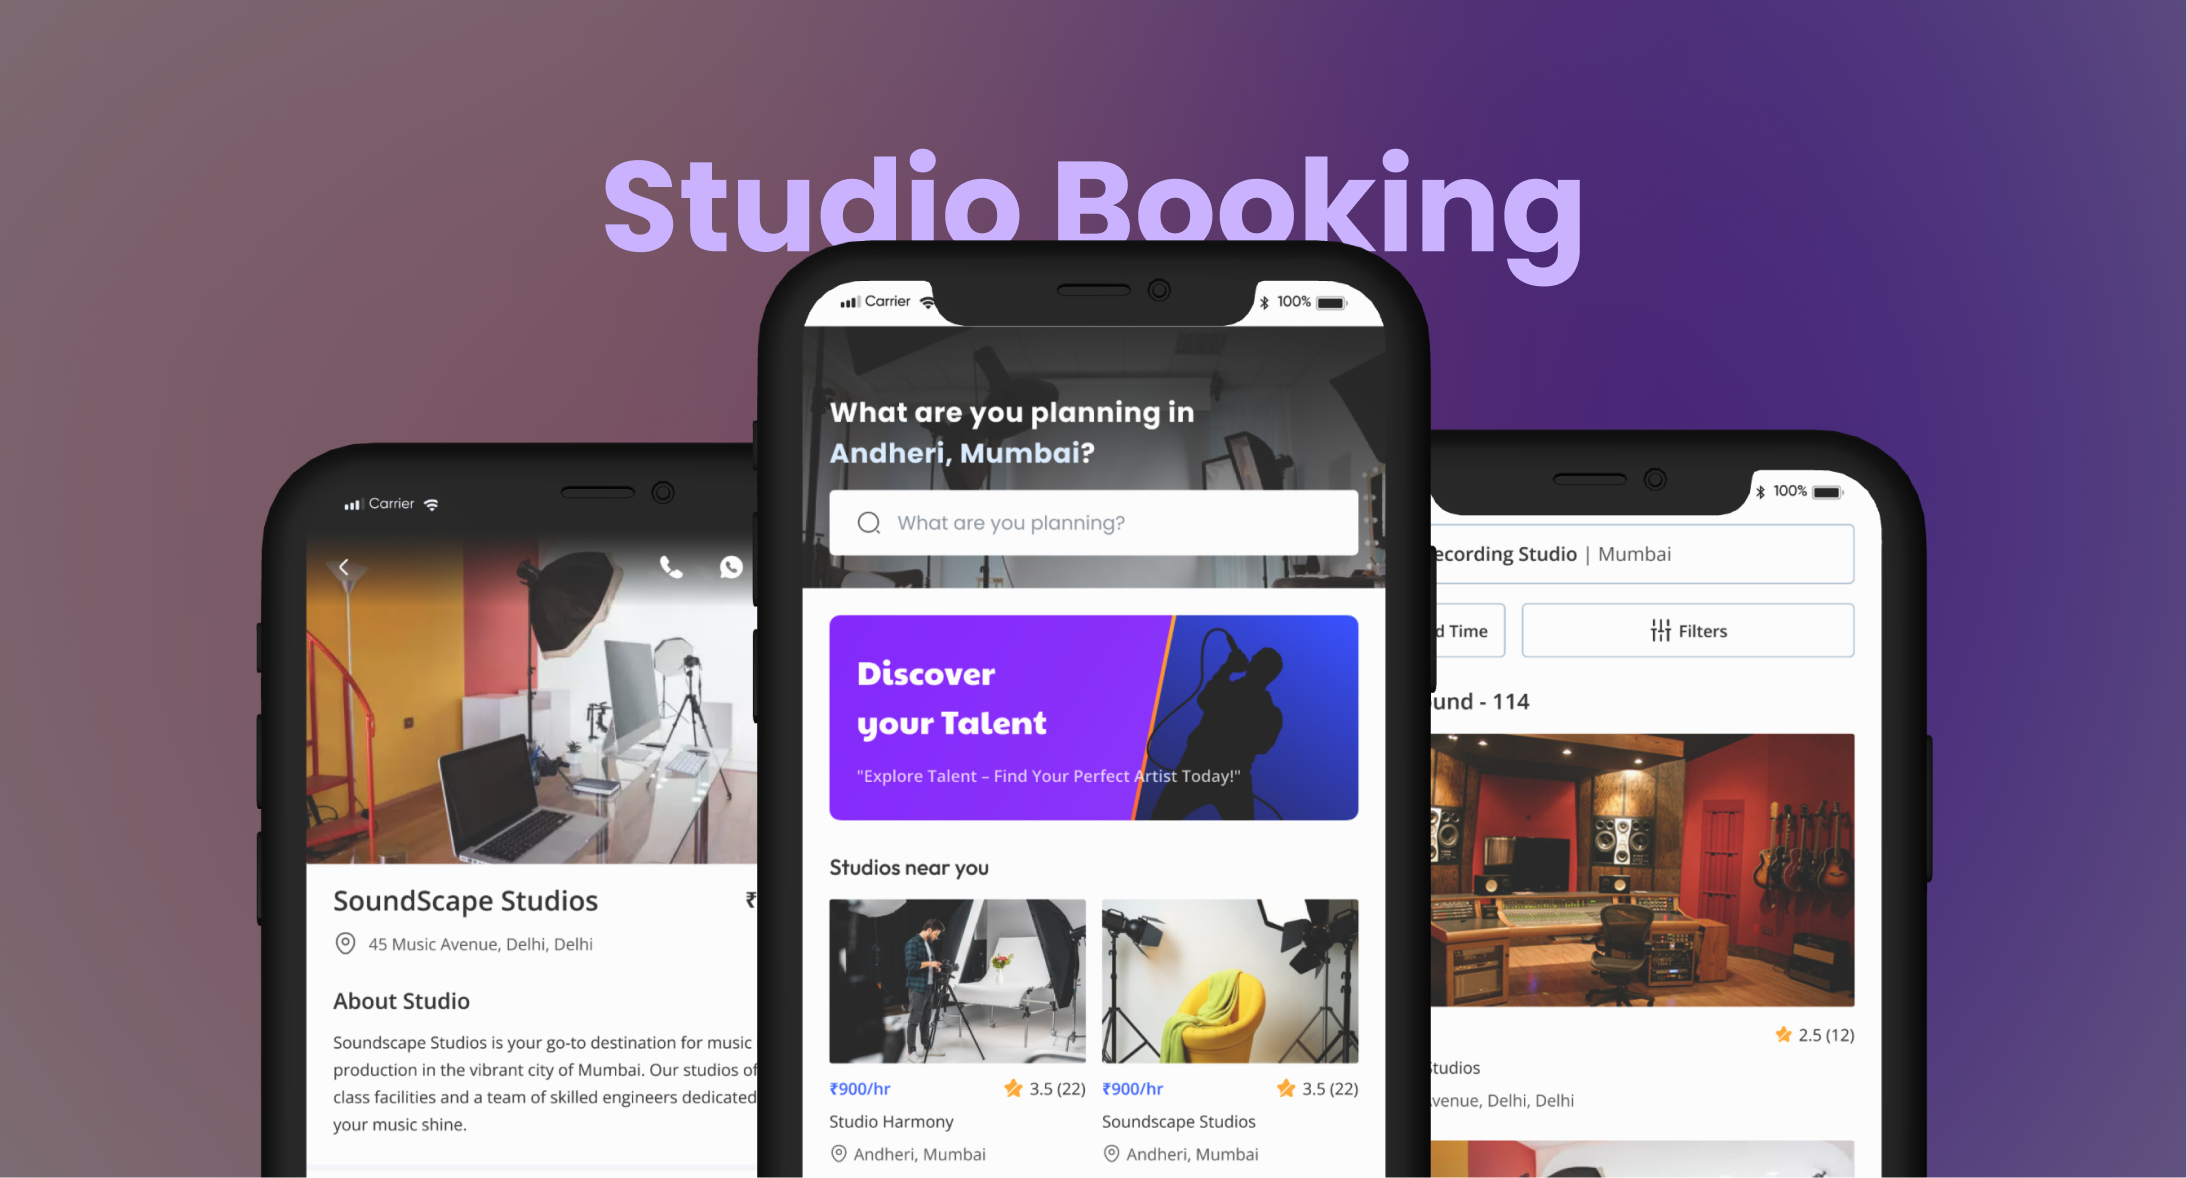 Studio Booking
Carrier
SoundScape Studios
₹
45 Music Avenue, Delhi, Delhi
About Studio
Soundscape Studios is your go-to destination for music
production in the vibrant city of Mumbai. Our studios of
class facilities and a team of skilled engineers dedicated
your music shine.
Carrier
100%
What are you planning in
Andheri, Mumbai?
What are you planning?
Discover
your Talent
"Explore Talent – Find Your Perfect Artist Today!"
Studios near you
₹900/hr
3.5 (22)
Studio Harmony
Andheri, Mumbai
₹900/hr
3.5 (22)
Soundscape Studios
Andheri, Mumbai
100%
ecording Studio | Mumbai
d Time
Filters
und - 114
2.5 (12)
tudios
venue, Delhi, Delhi